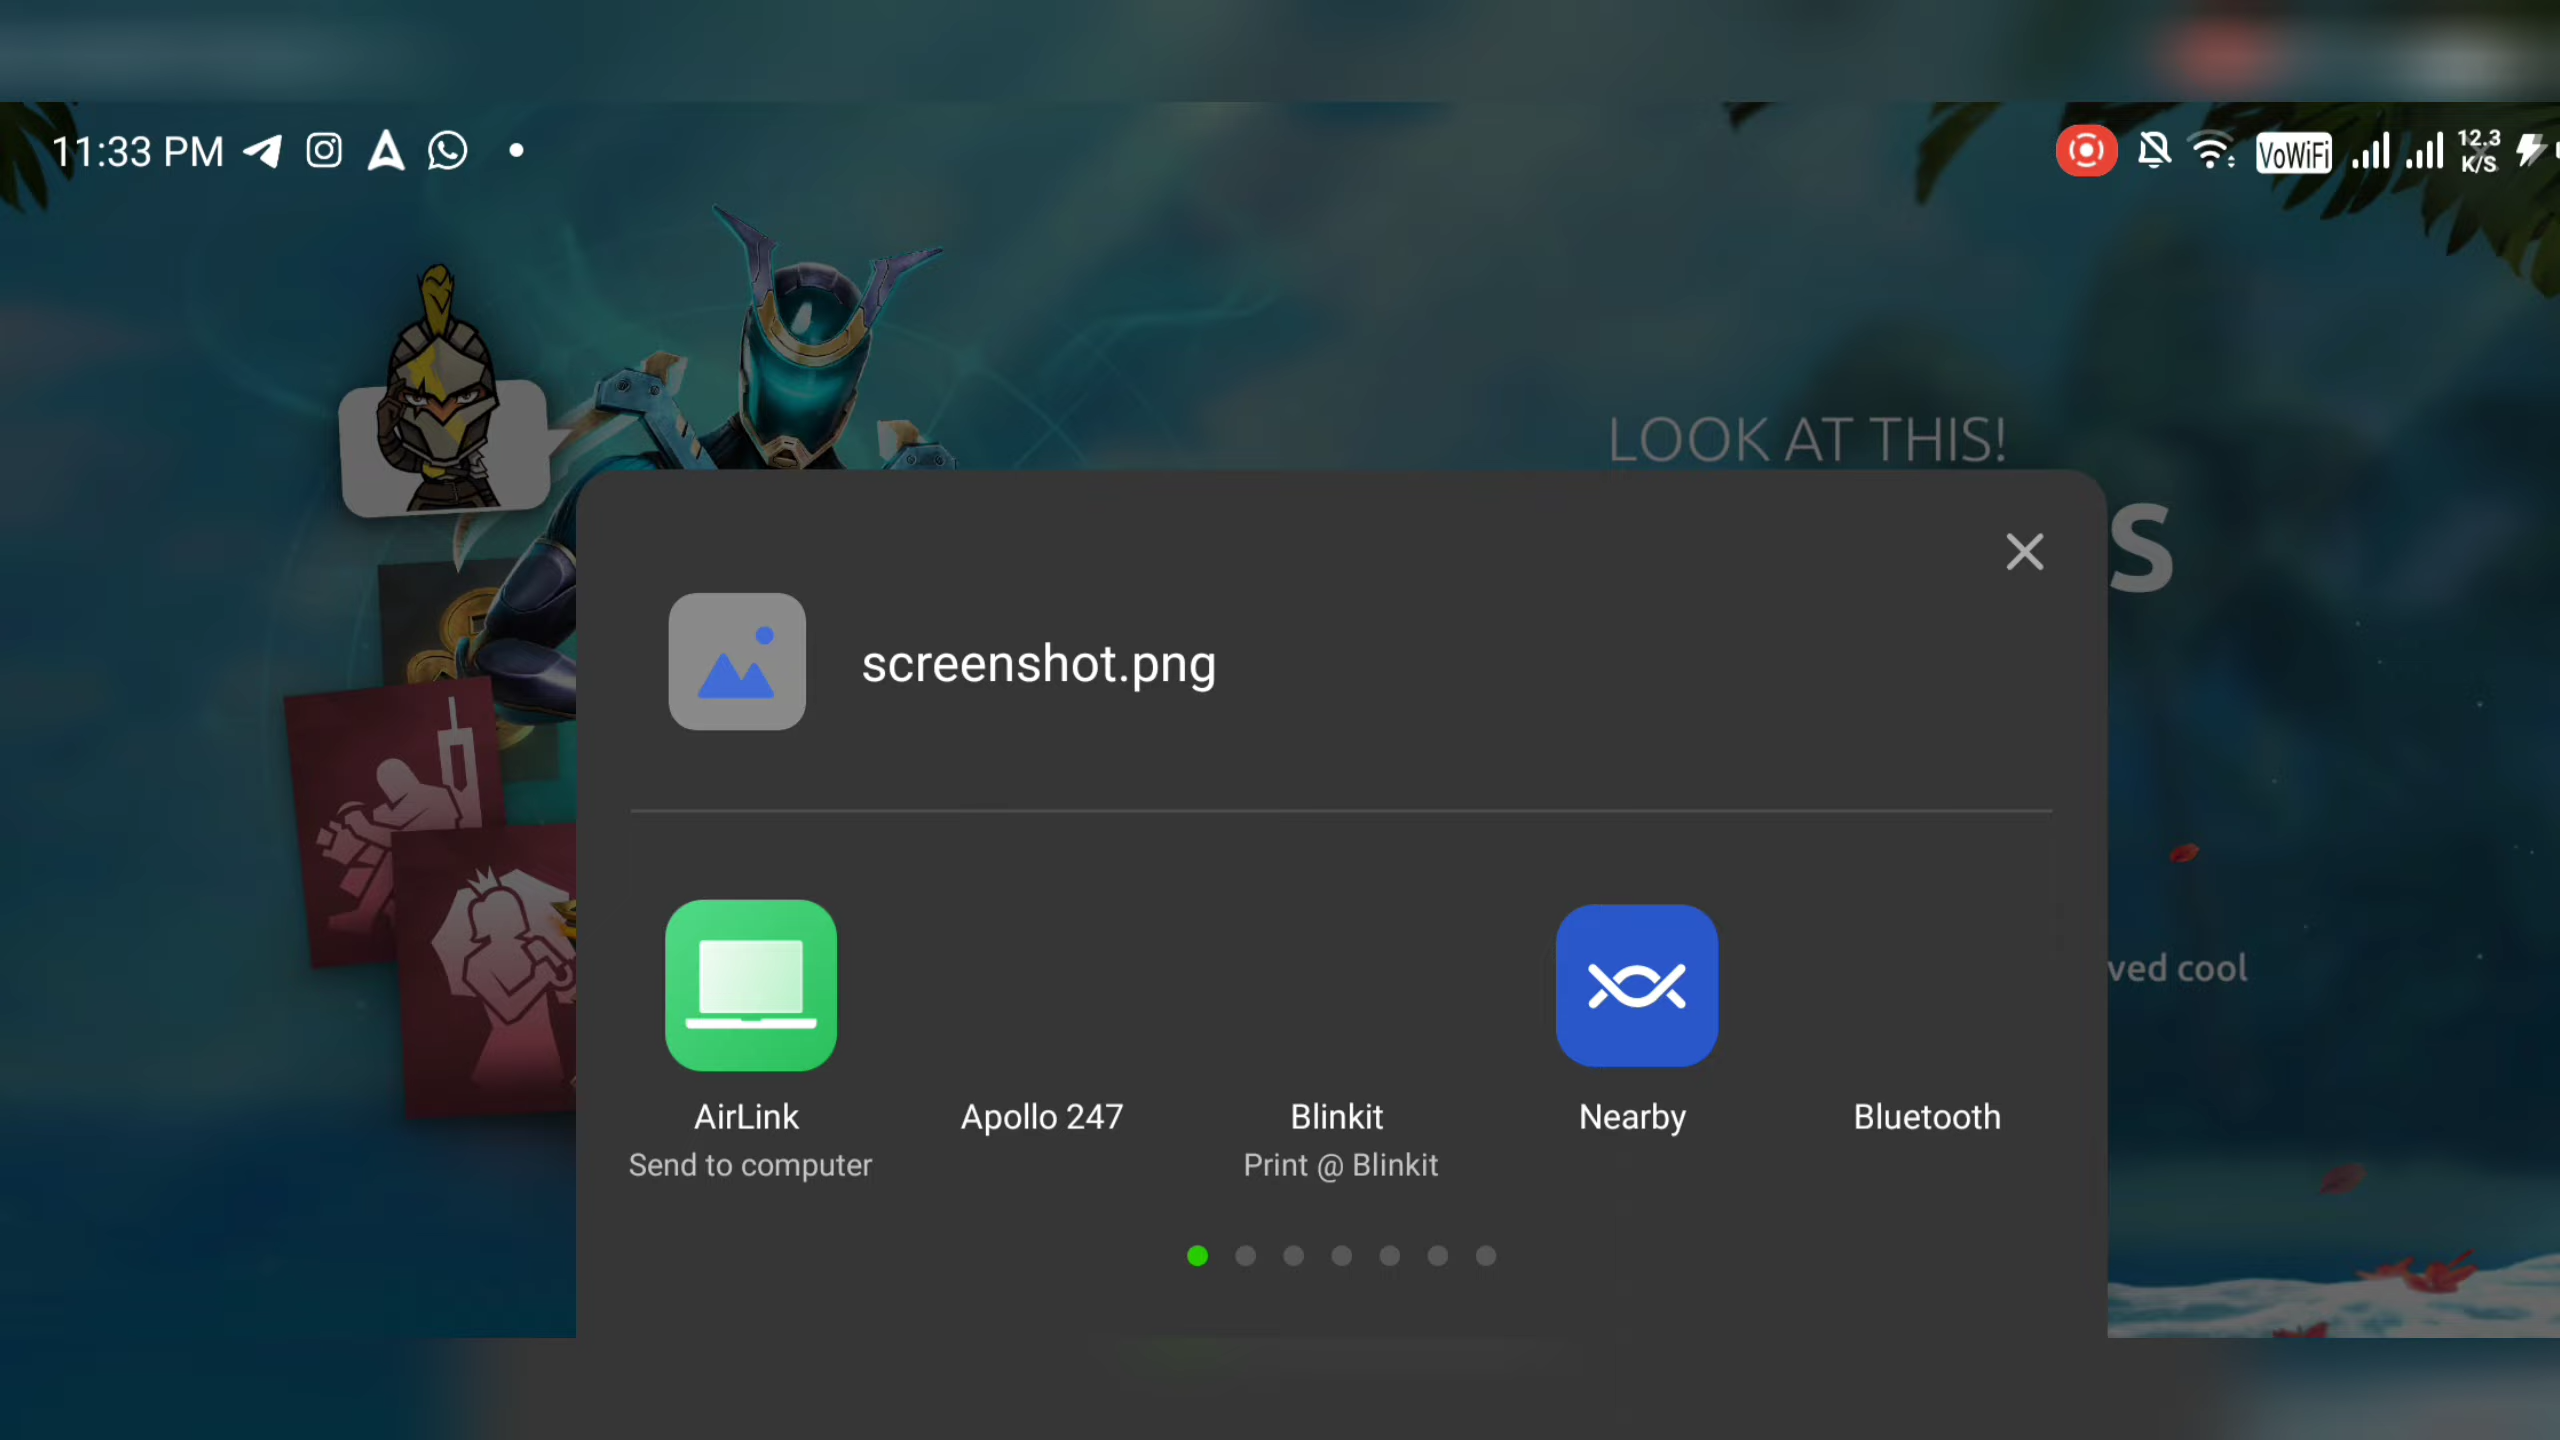 11:33 PM
VoWiFi
12.3
K/S
LOOK AT THIS!
S
screenshot.png
ved cool
AirLink
Apollo 247
Blinkit
Nearby
Bluetooth
Send to computer
Print @ Blinkit